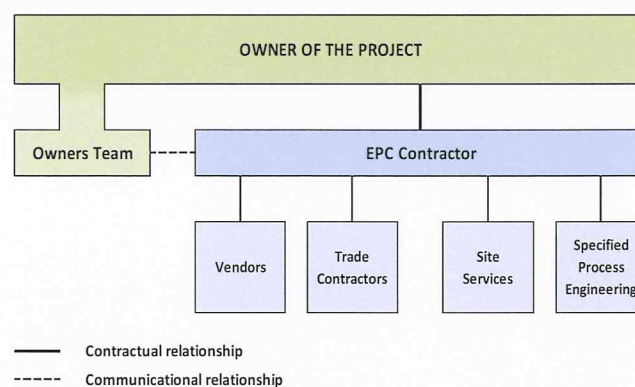 OWNER OF THE PROJECT
Owners Team
EPC Contractor
Vendors
Trade
Contractors
Site
Services
Specified
Process
Engineering
Contractual relationship
Communicational relationship